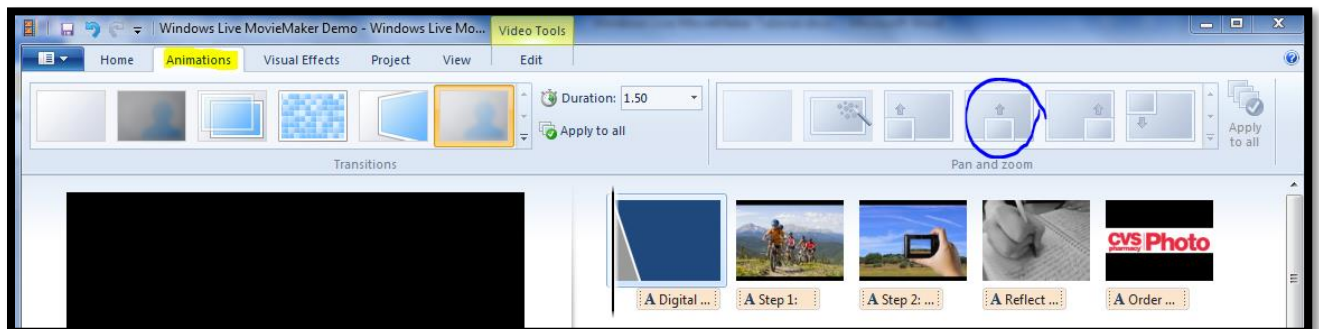 Windows Live MovieMaker Demo - Windows Live Mo...
Video Tools
Home Animations Visual Effects Project View Edit
Duration: 1.50
Apply to all
Apply to all
Transitions
Pan and zoom
CVS Photo
pharmacy
A Digital ... A Step 1: A Step 2: ... A Reflect ... A Order ...